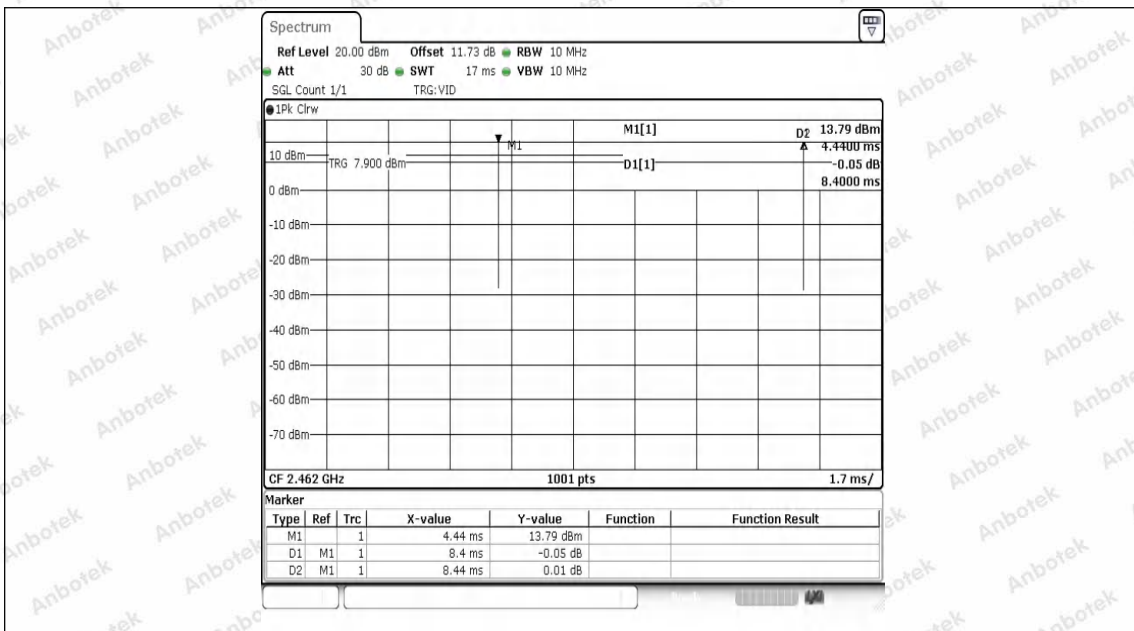 Spectrum
Ref Level 20.00 dBm Offset 11.73 dB RBW 10 MHz
Att 30 dB SWT 17 ms VBW 10 MHz
SGL Count 1/1 TRG:VID
1Pk Clrw
M1[1] 13.79 dBm
4.4400 ms
D1[1] -0.05 dB
8.4000 ms
M1
D2
10 dBm
TRG 7.900 dBm
0 dBm
-10 dBm
-20 dBm
-30 dBm
-40 dBm
-50 dBm
-60 dBm
-70 dBm
CF 2.462 GHz 1001 pts 1.7 ms/
Marker
Type Ref Trc X-value Y-value Function Function Result
M1 1 4.44 ms 13.79 dBm
D1 M1 1 8.4 ms -0.05 dB
D2 M1 1 8.44 ms 0.01 dB
Anbotek